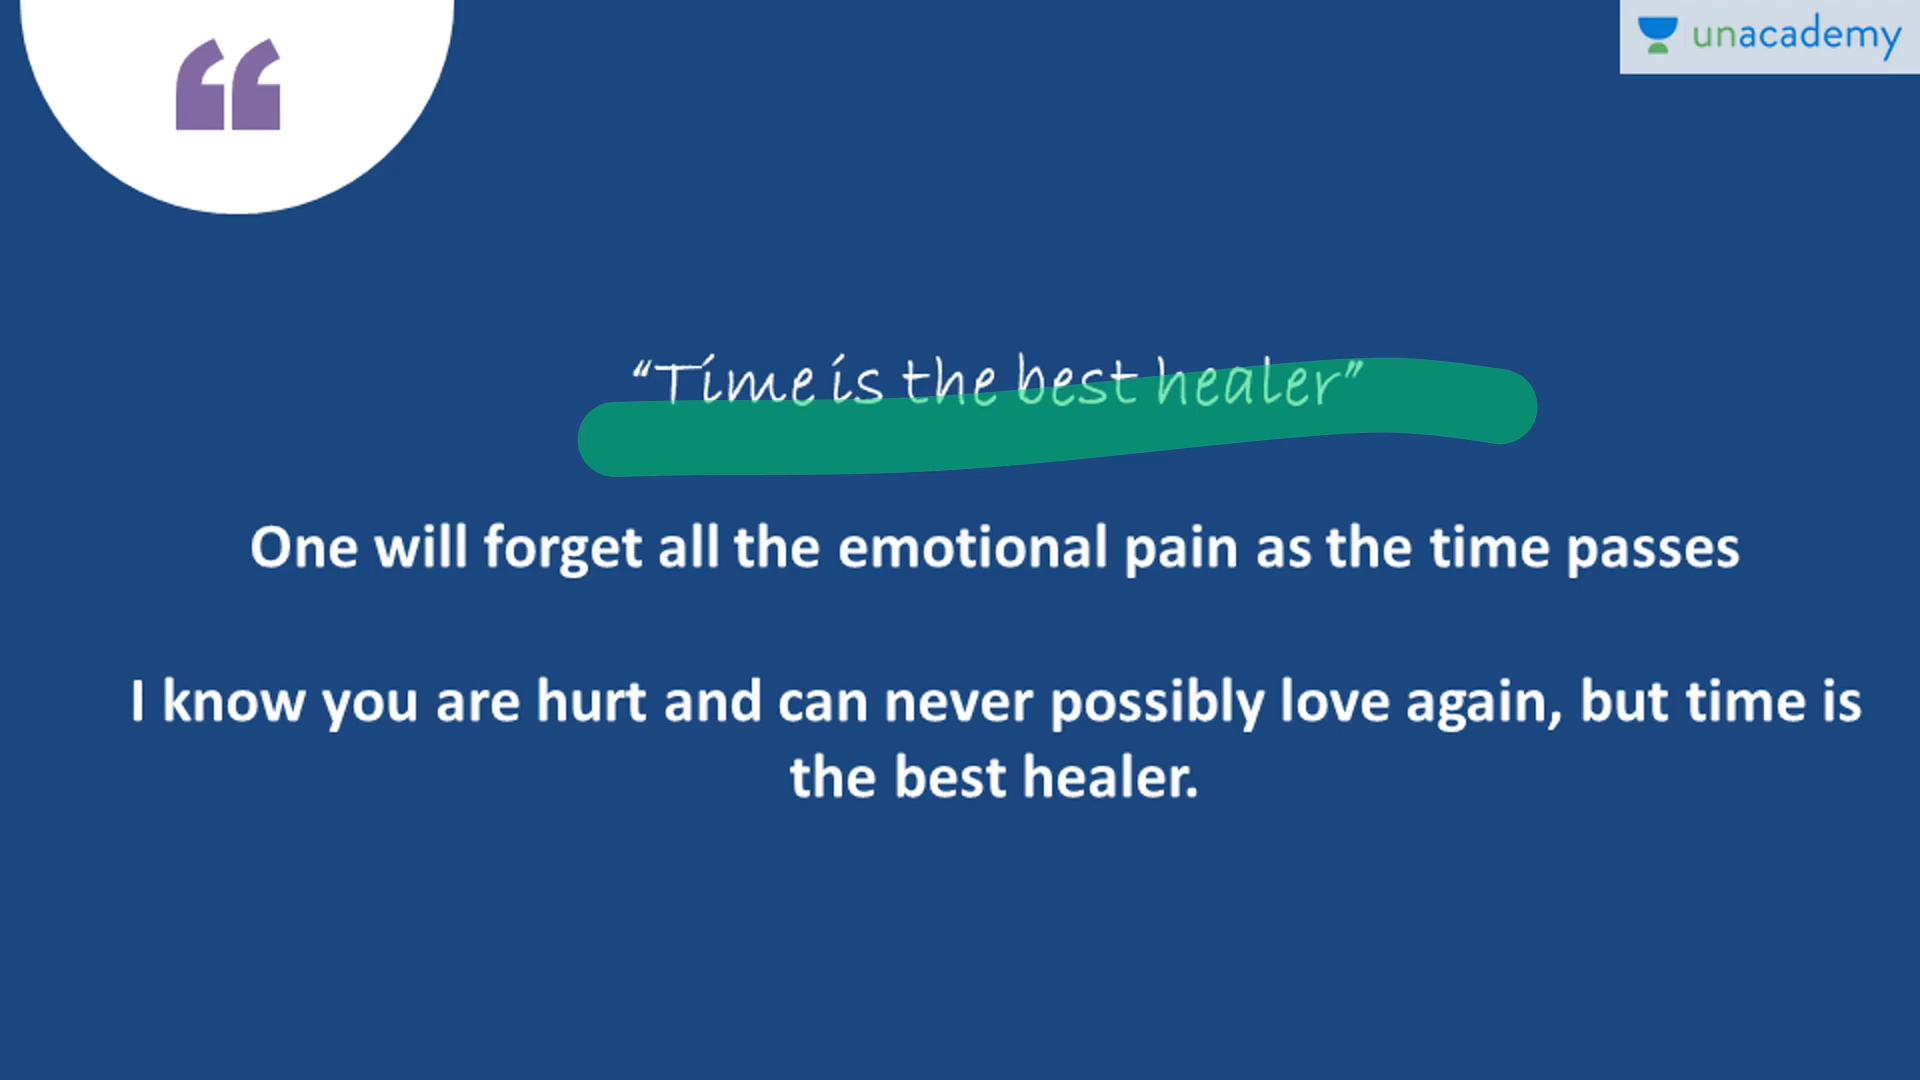 unacademy
“Time is the best healer”
One will forget all the emotional pain as the time passes
I know you are hurt and can never possibly love again, but time is
the best healer.